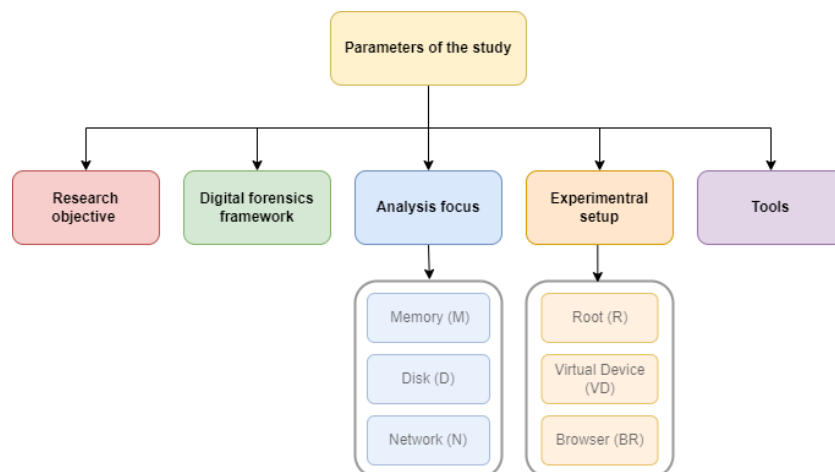 Parameters of the study
Research
objective
Digital forensics
framework
Analysis focus
Experimentral
setup
Tools
Memory (M)
Disk (D)
Network (N)
Root (R)
Virtual Device
(VD)
Browser (BR)